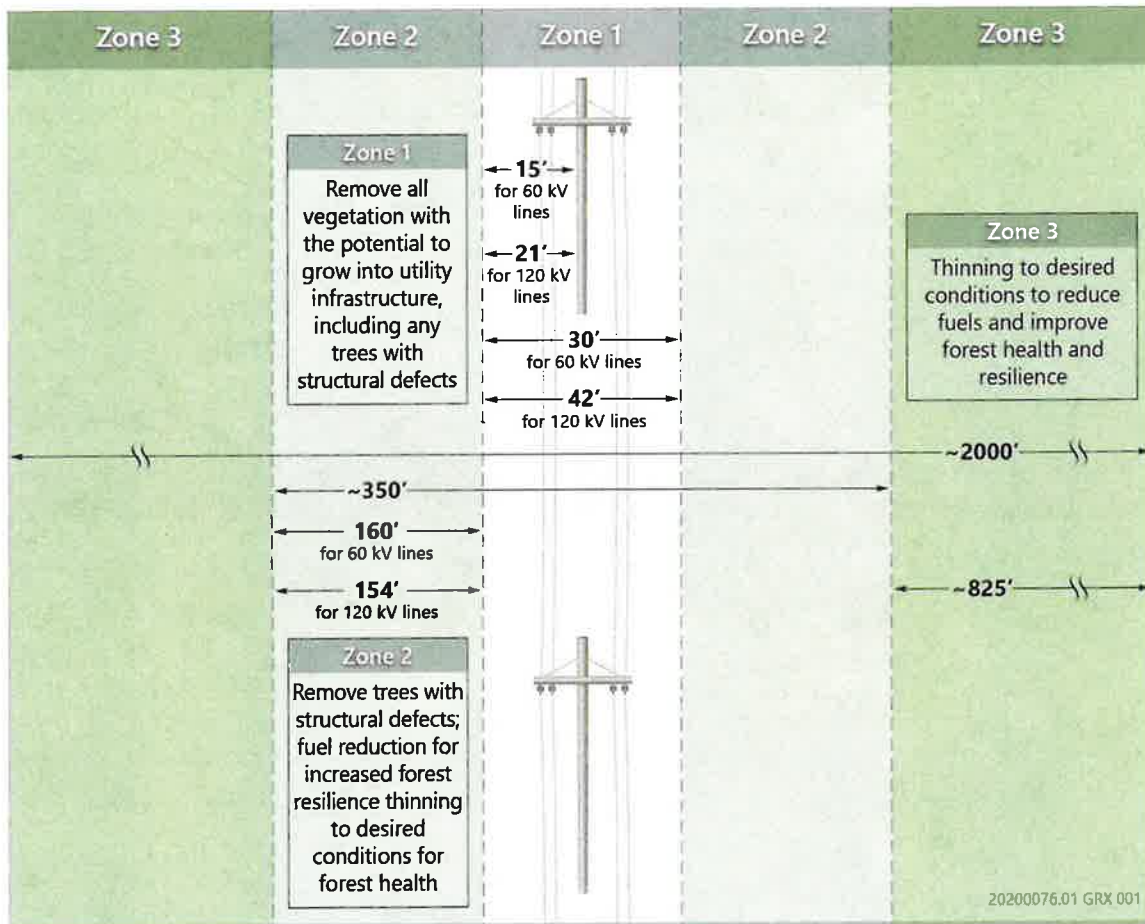 Zone 3 Zone 2 Zone 1 Zone 2 Zone 3
Zone 1
Remove all
vegetation with
the potential to
grow into utility
infrastructure,
including any
trees with
structural defects
15'
for 60 kV
lines
21'
for 120 kV
lines
30'
for 60 kV lines
42'
for 120 kV lines
Zone 3
Thinning to desired
conditions to reduce
fuels and improve
forest health and
resilience
~2000'
~350'
160'
for 60 kV lines
154'
for 120 kV lines
~825'
Zone 2
Remove trees with
structural defects;
fuel reduction for
increased forest
resilience thinning
to desired
conditions for
forest health
20200076.01 GRX 001